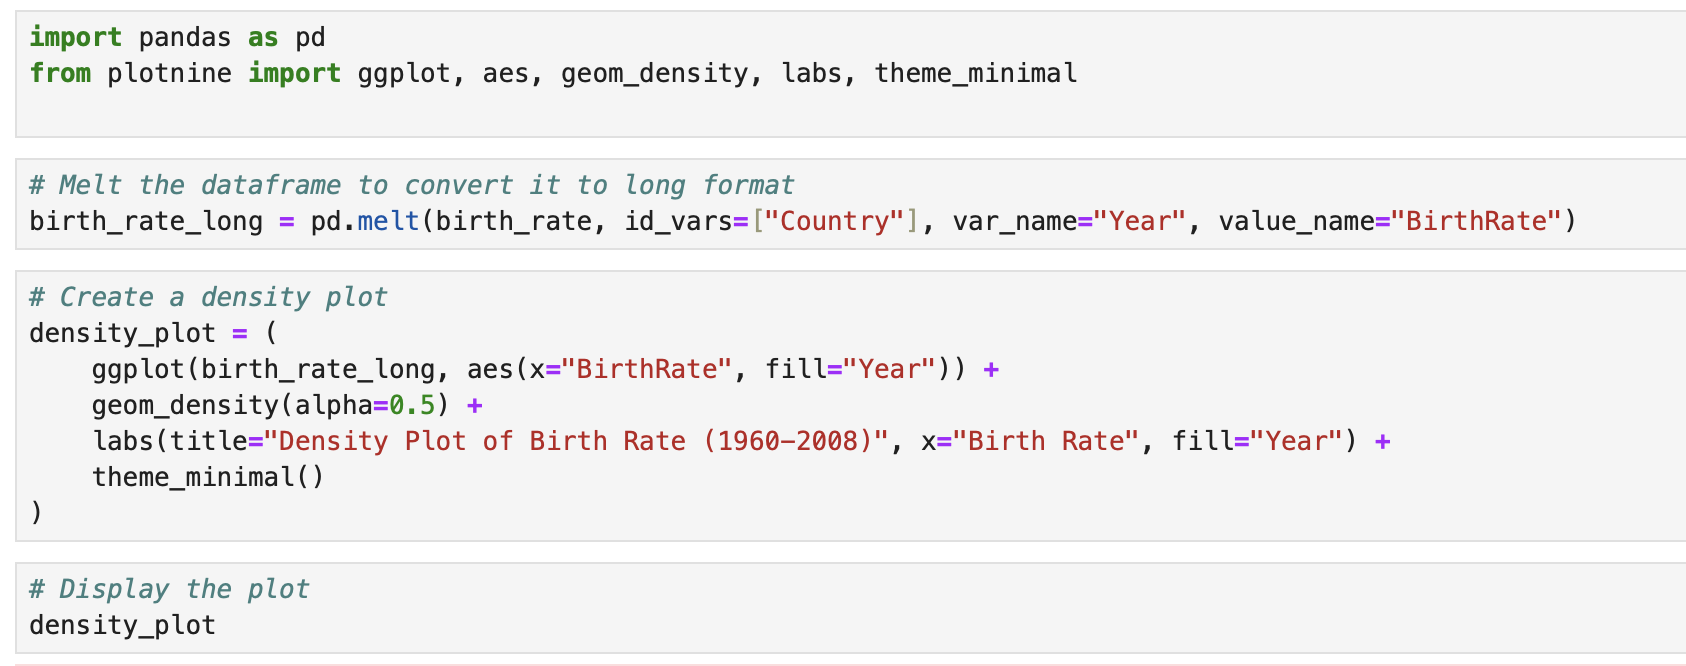 import pandas as pd
from plotnine import ggplot, aes, geom_density, labs, theme_minimal
# Melt the dataframe to convert it to long format
birth_rate_long = pd.melt(birth_rate, id_vars=["Country"], var_name="Year", value_name="BirthRate")
# Create a density plot
density_plot = (
    ggplot(birth_rate_long, aes(x="BirthRate", fill="Year")) +
    geom_density(alpha=0.5) +
    labs(title="Density Plot of Birth Rate (1960-2008)", x="Birth Rate", fill="Year") +
    theme_minimal()
)
# Display the plot
density_plot